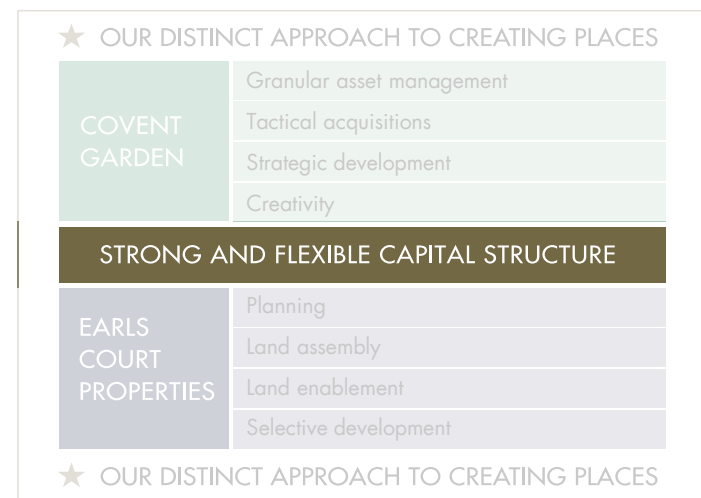 ★ OUR DISTINCT APPROACH TO CREATING PLACES
COVENT
GARDEN
Granular asset management
Tactical acquisitions
Strategic development
Creativity
STRONG AND FLEXIBLE CAPITAL STRUCTURE
EARLS
COURT
PROPERTIES
Planning
Land assembly
Land enablement
Selective development
★ OUR DISTINCT APPROACH TO CREATING PLACES